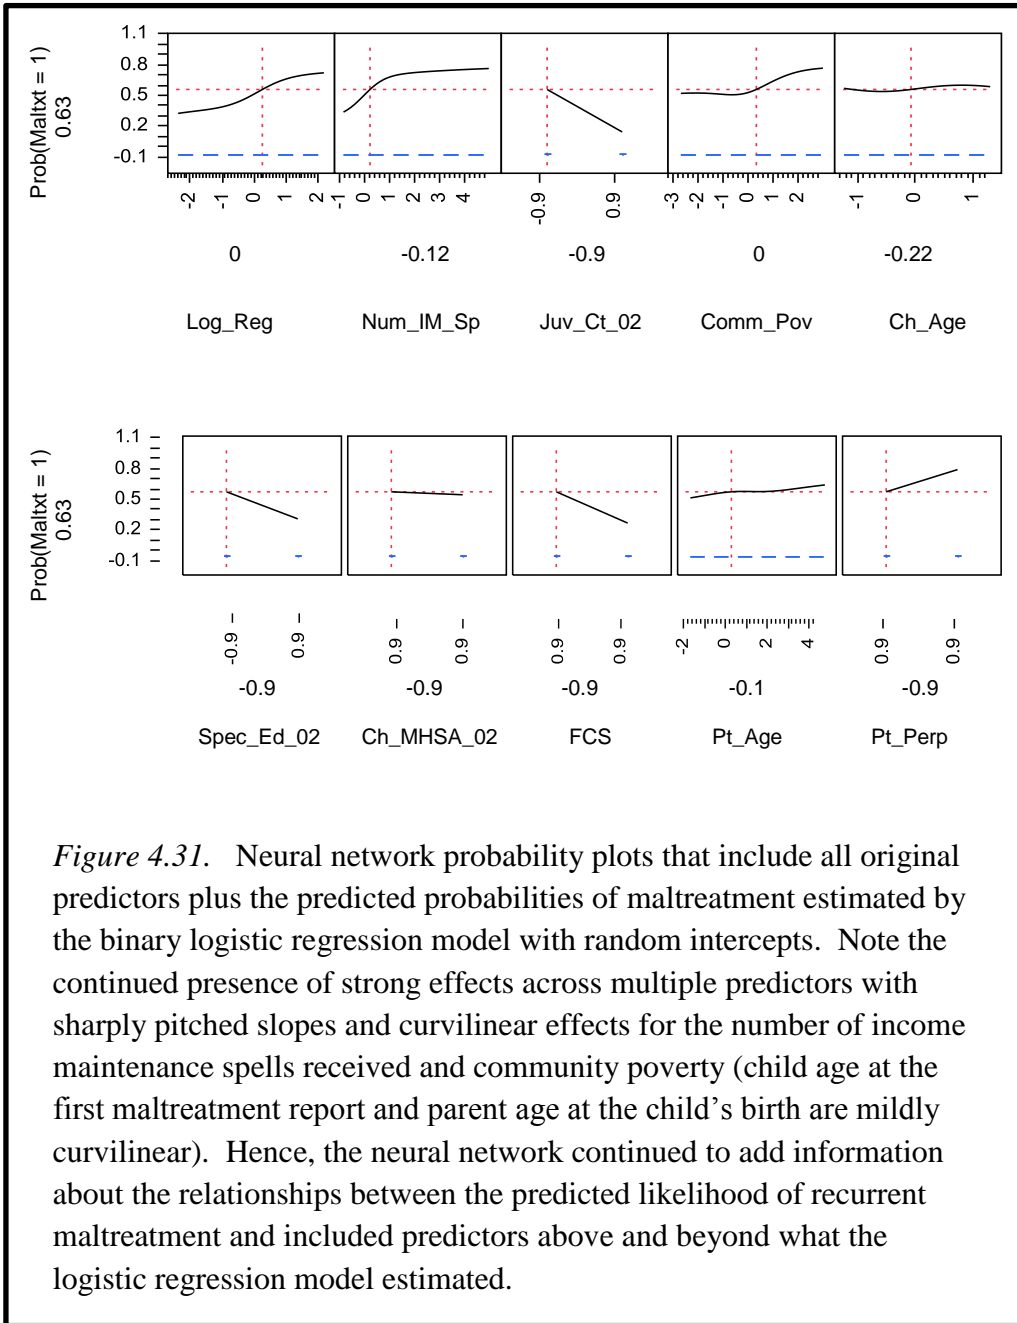 Prob(Maltxt = 1)
0.63
1.1
0.8
0.5
0.2
-0.1
-2 -1 0 1 2
-1 0 1 2 3 4
-0.9 0.9
-3 -2 -1 0 1 2
-1 0 1
0 -0.12 -0.9 0 -0.22
Log_Reg Num_IM_Sp Juv_Ct_02 Comm_Pov Ch_Age
Prob(Maltxt = 1)
0.63
1.1
0.8
0.5
0.2
-0.1
-0.9 0.9
0.9 0.9
0.9 0.9
-2 0 2 4
0.9 0.9
-0.9 -0.9 -0.9 -0.1 -0.9
Spec_Ed_02 Ch_MHSA_02 FCS Pt_Age Pt_Perp
Figure 4.31. Neural network probability plots that include all original
predictors plus the predicted probabilities of maltreatment estimated by
the binary logistic regression model with random intercepts. Note the
continued presence of strong effects across multiple predictors with
sharply pitched slopes and curvilinear effects for the number of income
maintenance spells received and community poverty (child age at the
first maltreatment report and parent age at the child's birth are mildly
curvilinear). Hence, the neural network continued to add information
about the relationships between the predicted likelihood of recurrent
maltreatment and included predictors above and beyond what the
logistic regression model estimated.